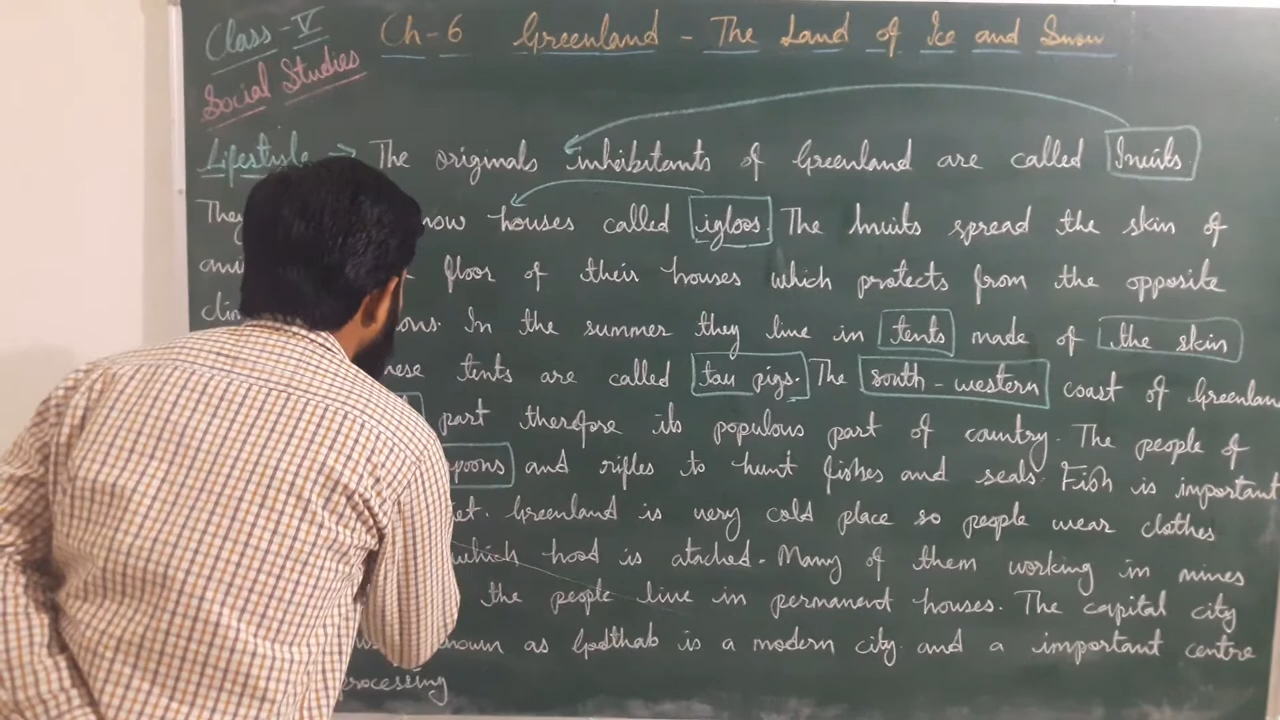 Class-V Ch-6 Greenland - The Land of Ice and Snow
Social Studies
Lifestyle → The originals inhabitants of Greenland are called Inuits.
They now houses called igloos. The Inuits spread the skin of
ani floor of their houses which protects from the opposite
clim ons. In the summer they live in tents made of the skin
hese tents are called tau pigs. The south-western coast of Greenlan
part therefore its populous part of country. The people of
poons and rifles to hunt fishes and seals. Fish is important
iet. Greenland is very cold place so people wear clothes
which hood is atached. Many of them working in mines
the people live in permanent houses. The capital city
nown as Godthab is a modern city and a important centre
rocessing